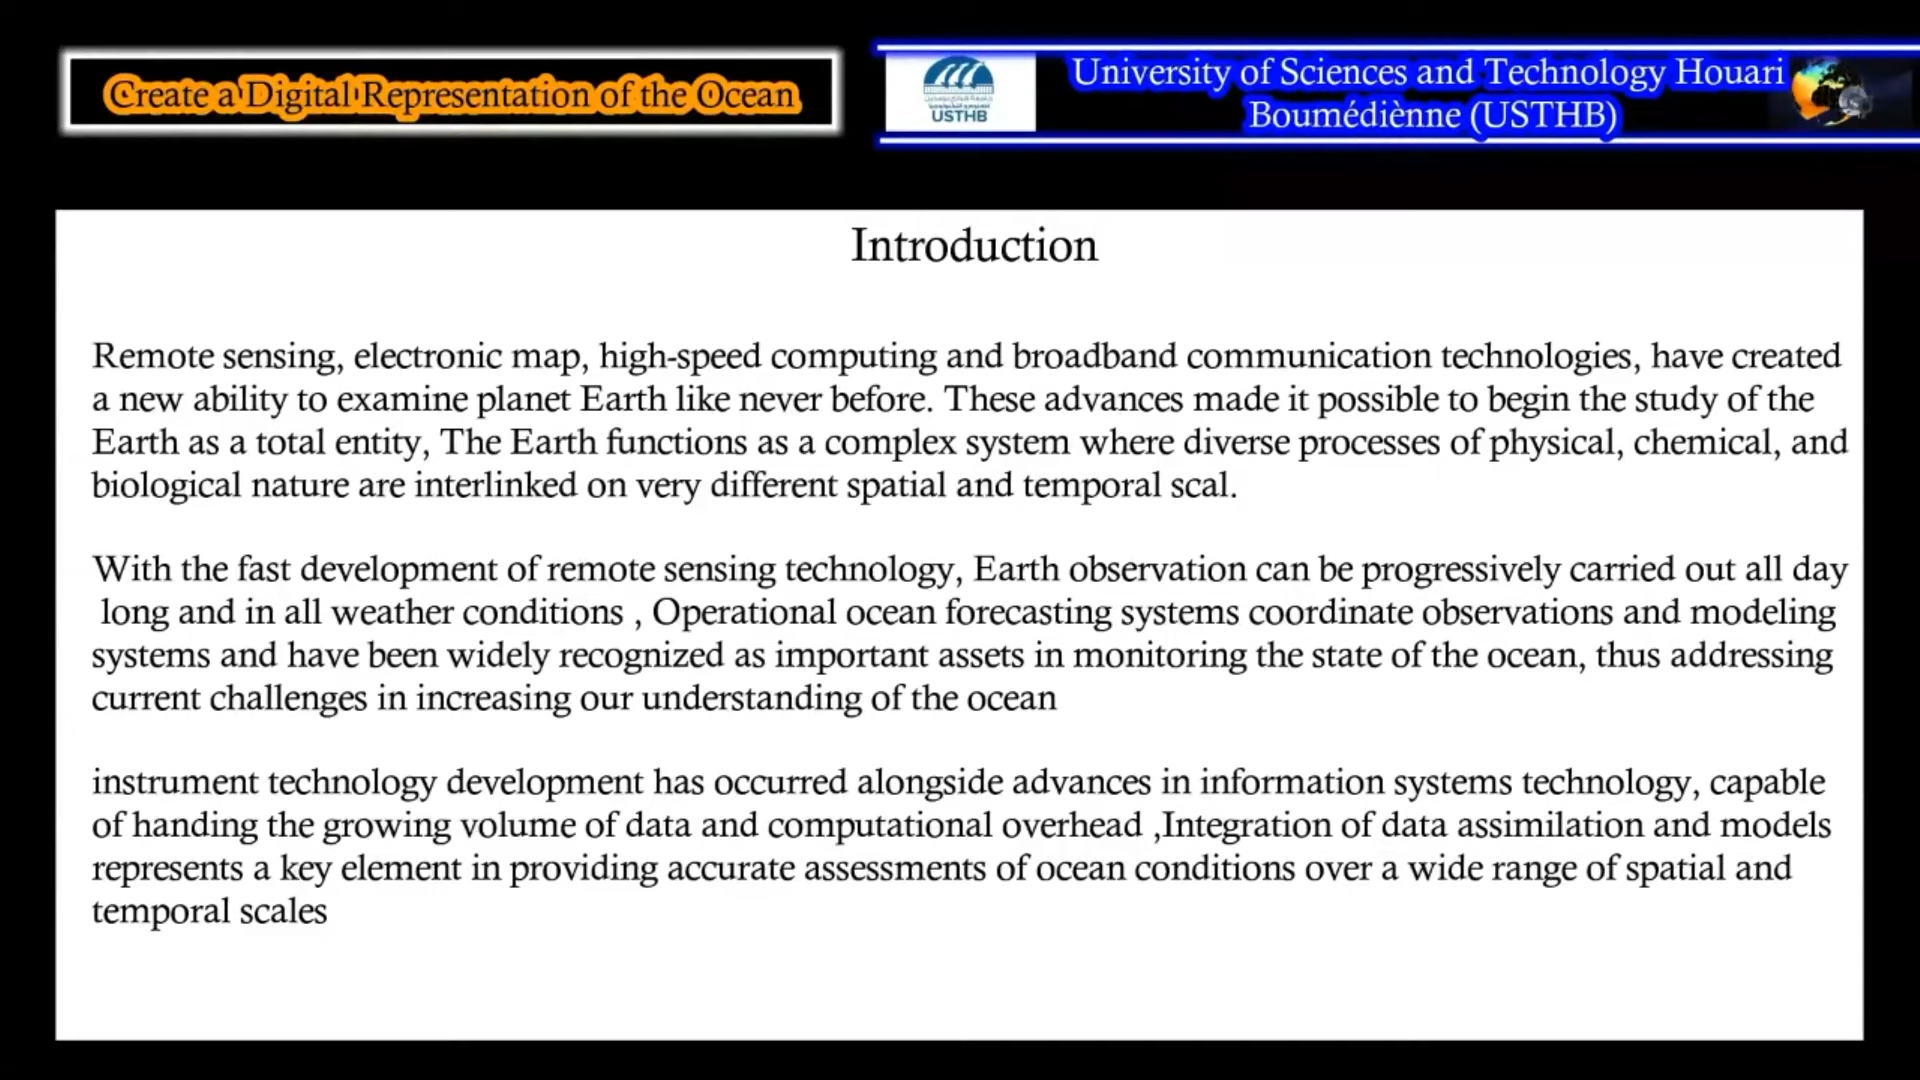 Create a Digital Representation of the Ocean
USTHB
University of Sciences and Technology Houari
Boumédiènne (USTHB)
Introduction
Remote sensing, electronic map, high-speed computing and broadband communication technologies, have created
a new ability to examine planet Earth like never before. These advances made it possible to begin the study of the
Earth as a total entity, The Earth functions as a complex system where diverse processes of physical, chemical, and
biological nature are interlinked on very different spatial and temporal scal.
With the fast development of remote sensing technology, Earth observation can be progressively carried out all day
long and in all weather conditions , Operational ocean forecasting systems coordinate observations and modeling
systems and have been widely recognized as important assets in monitoring the state of the ocean, thus addressing
current challenges in increasing our understanding of the ocean
instrument technology development has occurred alongside advances in information systems technology, capable
of handing the growing volume of data and computational overhead ,Integration of data assimilation and models
represents a key element in providing accurate assessments of ocean conditions over a wide range of spatial and
temporal scales